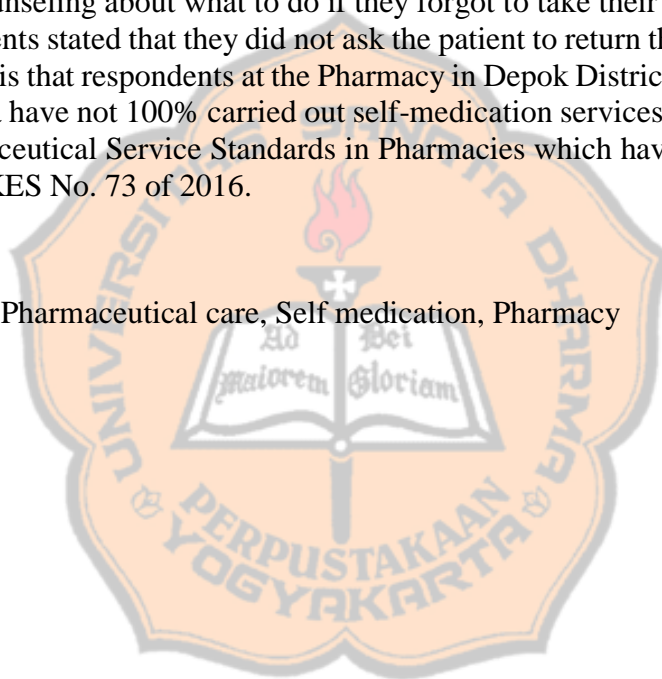 unseling about what to do if they forgot to take their
ents stated that they did not ask the patient to return th
is that respondents at the Pharmacy in Depok Distric
have not 100% carried out self-medication services
ceutical Service Standards in Pharmacies which hav
KES No. 73 of 2016.
Pharmaceutical care, Self medication, Pharmacy
UNIVERSITAS SANATA DHARMA
Ad Dei
Maiorem Gloriam
PERPUSTAKAAN
YOGYAKARTA